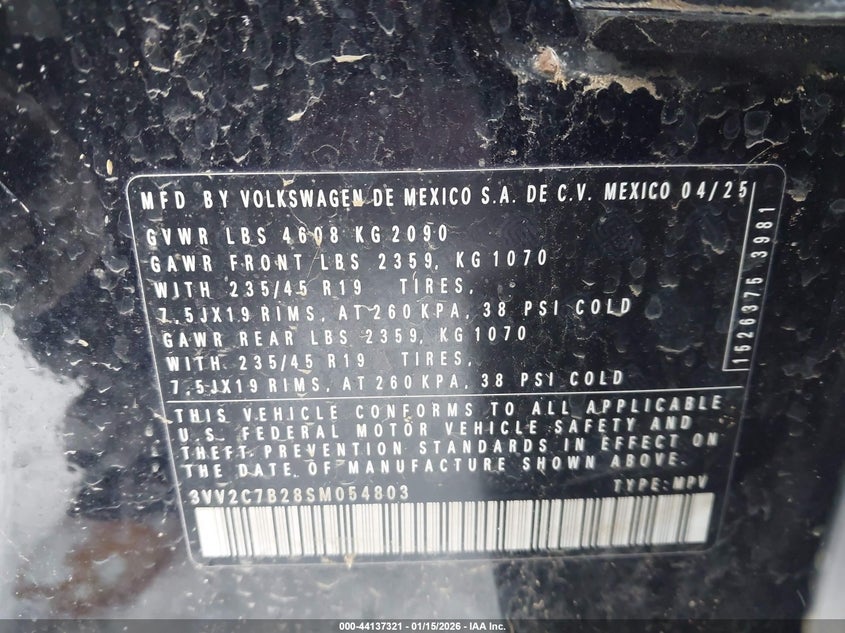 MFD BY VOLKSWAGEN DE MEXICO S.A. DE C.V. MEXICO 04/25
GVWR LBS 4608 KG 2090
GAWR FRONT LBS 2359, KG 1070
WITH 235/45 R19 TIRES,
7.5JX19 RIMS, AT 260 KPA, 38 PSI COLD
GAWR REAR LBS 2359, KG 1070
WITH 235/45 R19 TIRES,
7.5JX19 RIMS, AT 260 KPA, 38 PSI COLD
1526375 3981
THIS VEHICLE CONFORMS TO ALL APPLICABLE
U.S. FEDERAL MOTOR VEHICLE SAFETY AND
THEFT PREVENTION STANDARDS IN EFFECT ON
THE DATE OF MANUFACTURE SHOWN ABOVE.
3VV2C7B28SM054803 TYPE: MPV
000-44137321 - 01/15/2026 - IAA Inc.